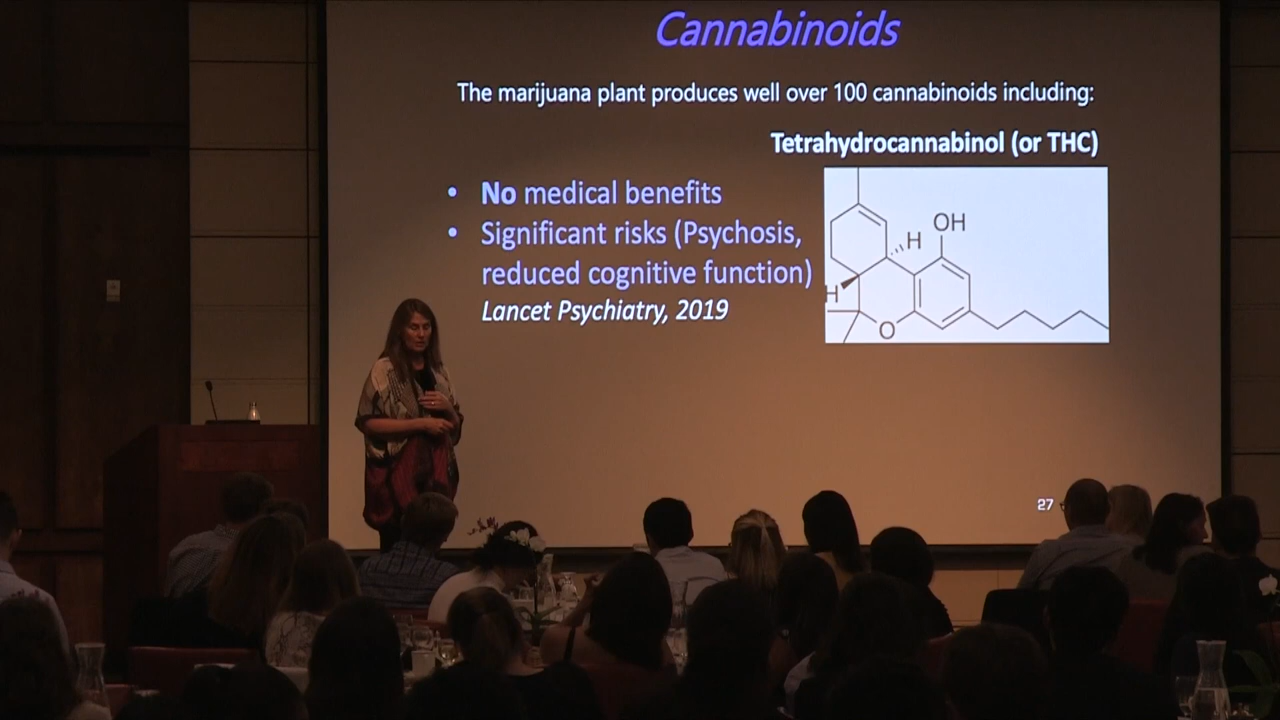 Cannabinoids
The marijuana plant produces well over 100 cannabinoids including:
Tetrahydrocannabinol (or THC)
• No medical benefits
• Significant risks (Psychosis,
reduced cognitive function)
Lancet Psychiatry, 2019
OH
H
H
O
27